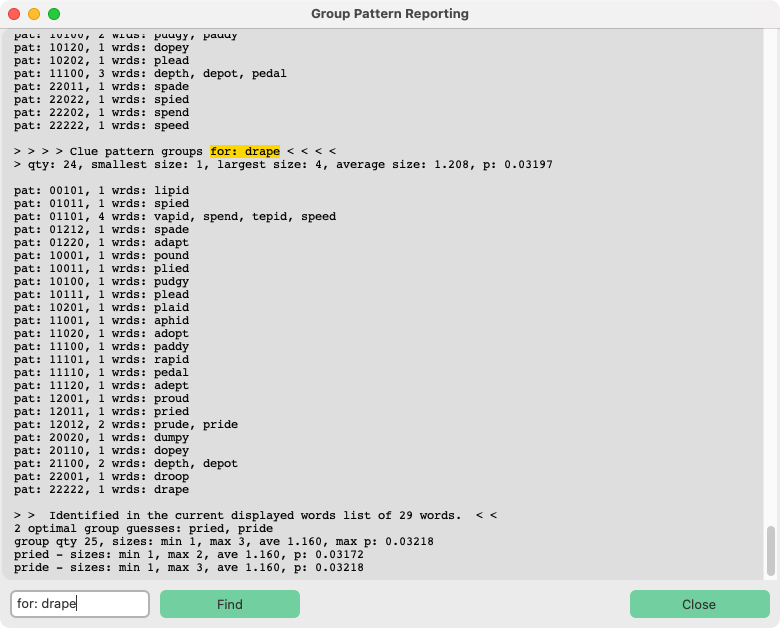 Group Pattern Reporting
pat: 10100, 2 wrds: pudgy, paddy
pat: 10120, 1 wrds: dopey
pat: 10202, 1 wrds: plead
pat: 11100, 3 wrds: depth, depot, pedal
pat: 22011, 1 wrds: spade
pat: 22022, 1 wrds: spied
pat: 22202, 1 wrds: spend
pat: 22222, 1 wrds: speed
> > > > Clue pattern groups for: drape < < < <
> qty: 24, smallest size: 1, largest size: 4, average size: 1.208, p: 0.03197
pat: 00101, 1 wrds: lipid
pat: 01011, 1 wrds: spied
pat: 01101, 4 wrds: vapid, spend, tepid, speed
pat: 01212, 1 wrds: spade
pat: 01220, 1 wrds: adapt
pat: 10001, 1 wrds: pound
pat: 10011, 1 wrds: plied
pat: 10100, 1 wrds: pudgy
pat: 10111, 1 wrds: plead
pat: 10201, 1 wrds: plaid
pat: 11001, 1 wrds: aphid
pat: 11020, 1 wrds: adopt
pat: 11100, 1 wrds: paddy
pat: 11101, 1 wrds: rapid
pat: 11110, 1 wrds: pedal
pat: 11120, 1 wrds: adept
pat: 12001, 1 wrds: proud
pat: 12011, 1 wrds: pried
pat: 12012, 2 wrds: prude, pride
pat: 20020, 1 wrds: dumpy
pat: 20110, 1 wrds: dopey
pat: 21100, 2 wrds: depth, depot
pat: 22001, 1 wrds: droop
pat: 22222, 1 wrds: drape
> >  Identified in the current displayed words list of 29 words.  < <
2 optimal group guesses: pried, pride
group qty 25, sizes: min 1, max 3, ave 1.160, max p: 0.03218
pried - sizes: min 1, max 2, ave 1.160, p: 0.03172
pride - sizes: min 1, max 3, ave 1.160, p: 0.03218
for: drape
Find
Close